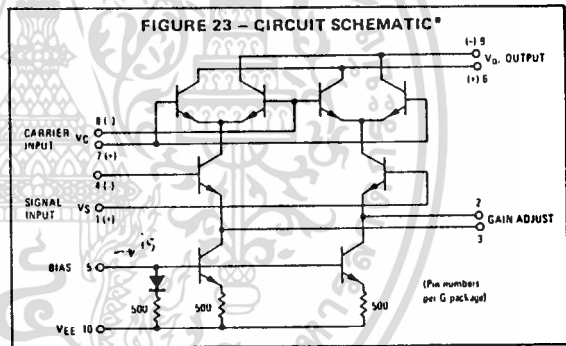 FIGURE 23 – CIRCUIT SCHEMATIC*
(-) 9
VO, OUTPUT
(+) 6
8 (-)
CARRIER INPUT VC
7 (+)
4 (-)
SIGNAL INPUT VS
1 (+)
2
GAIN ADJUST
3
BIAS 5
500
500
500
(Pin numbers
per G package)
VEE 10